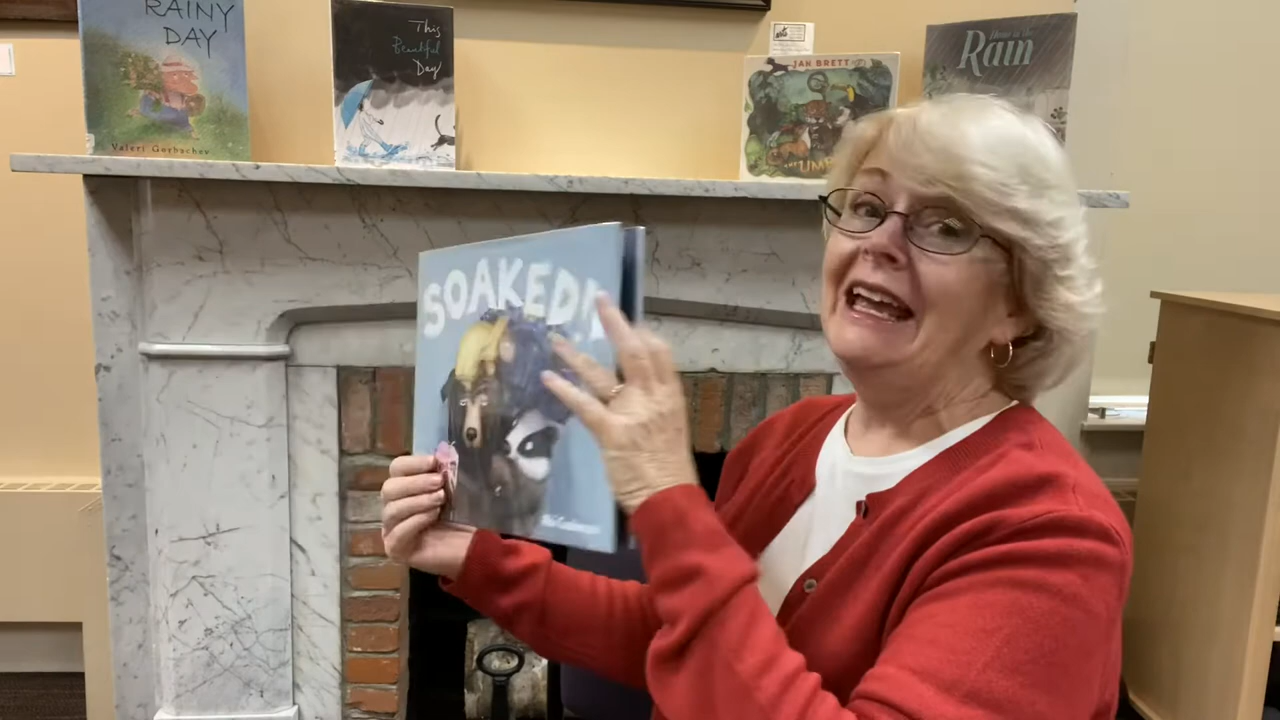 RAINY
DAY
Valeri Gorbachev
This
Beautiful
Day
JAN BRETT
Rain
SOAKED!